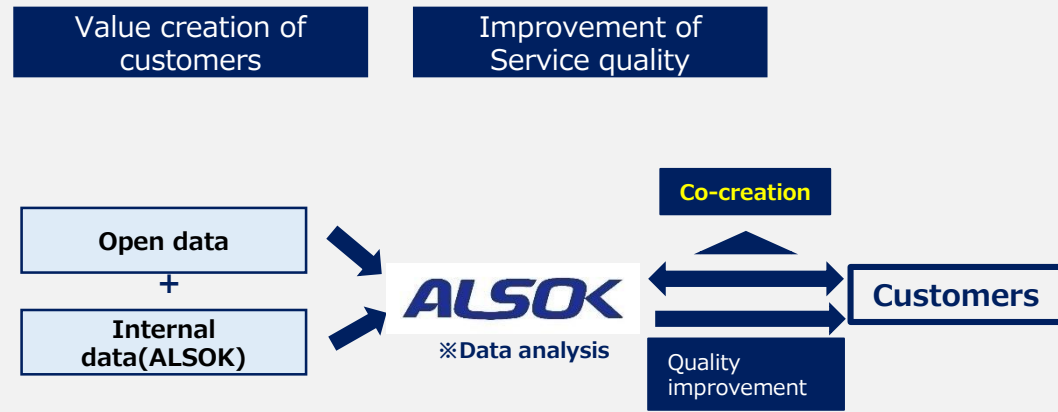 Value creation of
customers
Improvement of
Service quality
Co-creation
Open data
+
Internal
data(ALSOK)
ALSOK
※Data analysis
Customers
Quality
improvement